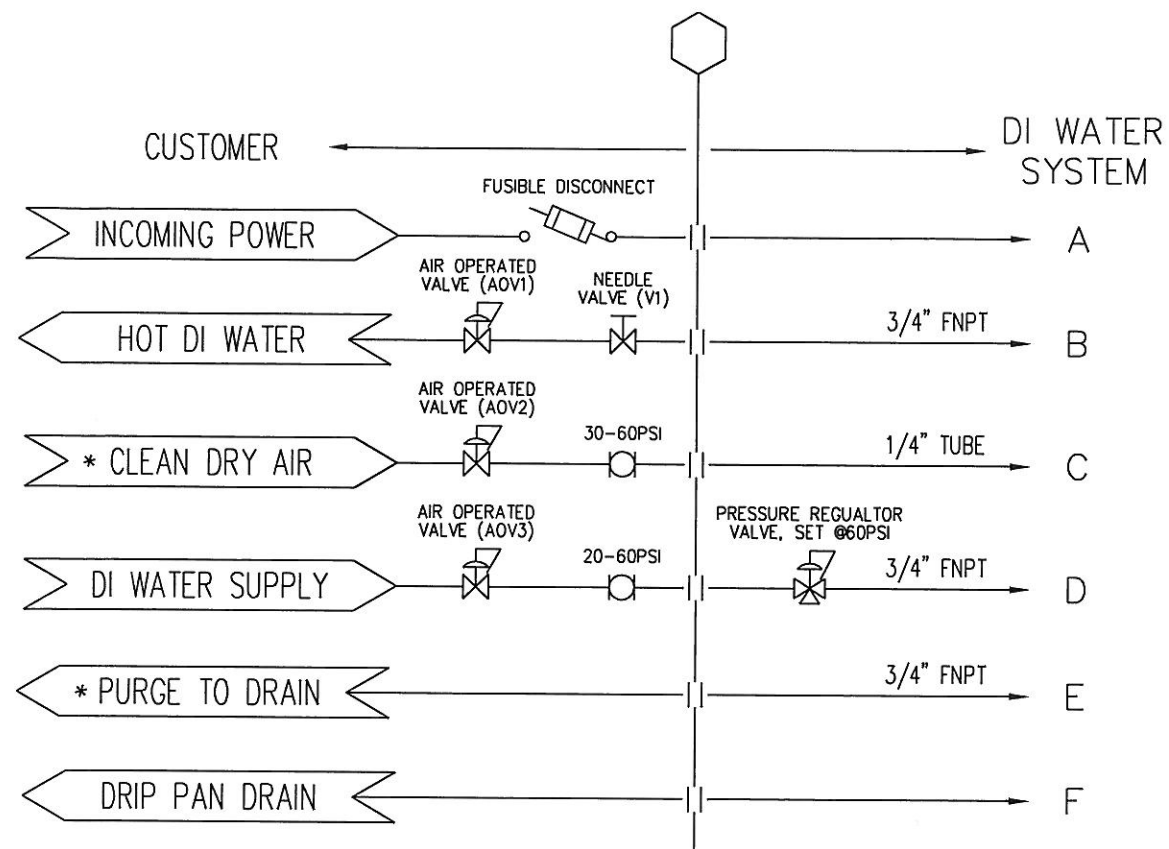 CUSTOMER
DI WATER
SYSTEM
FUSIBLE DISCONNECT
INCOMING POWER
A
AIR OPERATED
VALVE (AOV1)
NEEDLE
VALVE (V1)
HOT DI WATER
3/4" FNPT
B
AIR OPERATED
VALVE (AOV2)
30-60PSI
* CLEAN DRY AIR
1/4" TUBE
C
AIR OPERATED
VALVE (AOV3)
20-60PSI
PRESSURE REGUALTOR
VALVE, SET @60PSI
DI WATER SUPPLY
3/4" FNPT
D
* PURGE TO DRAIN
3/4" FNPT
E
DRIP PAN DRAIN
F